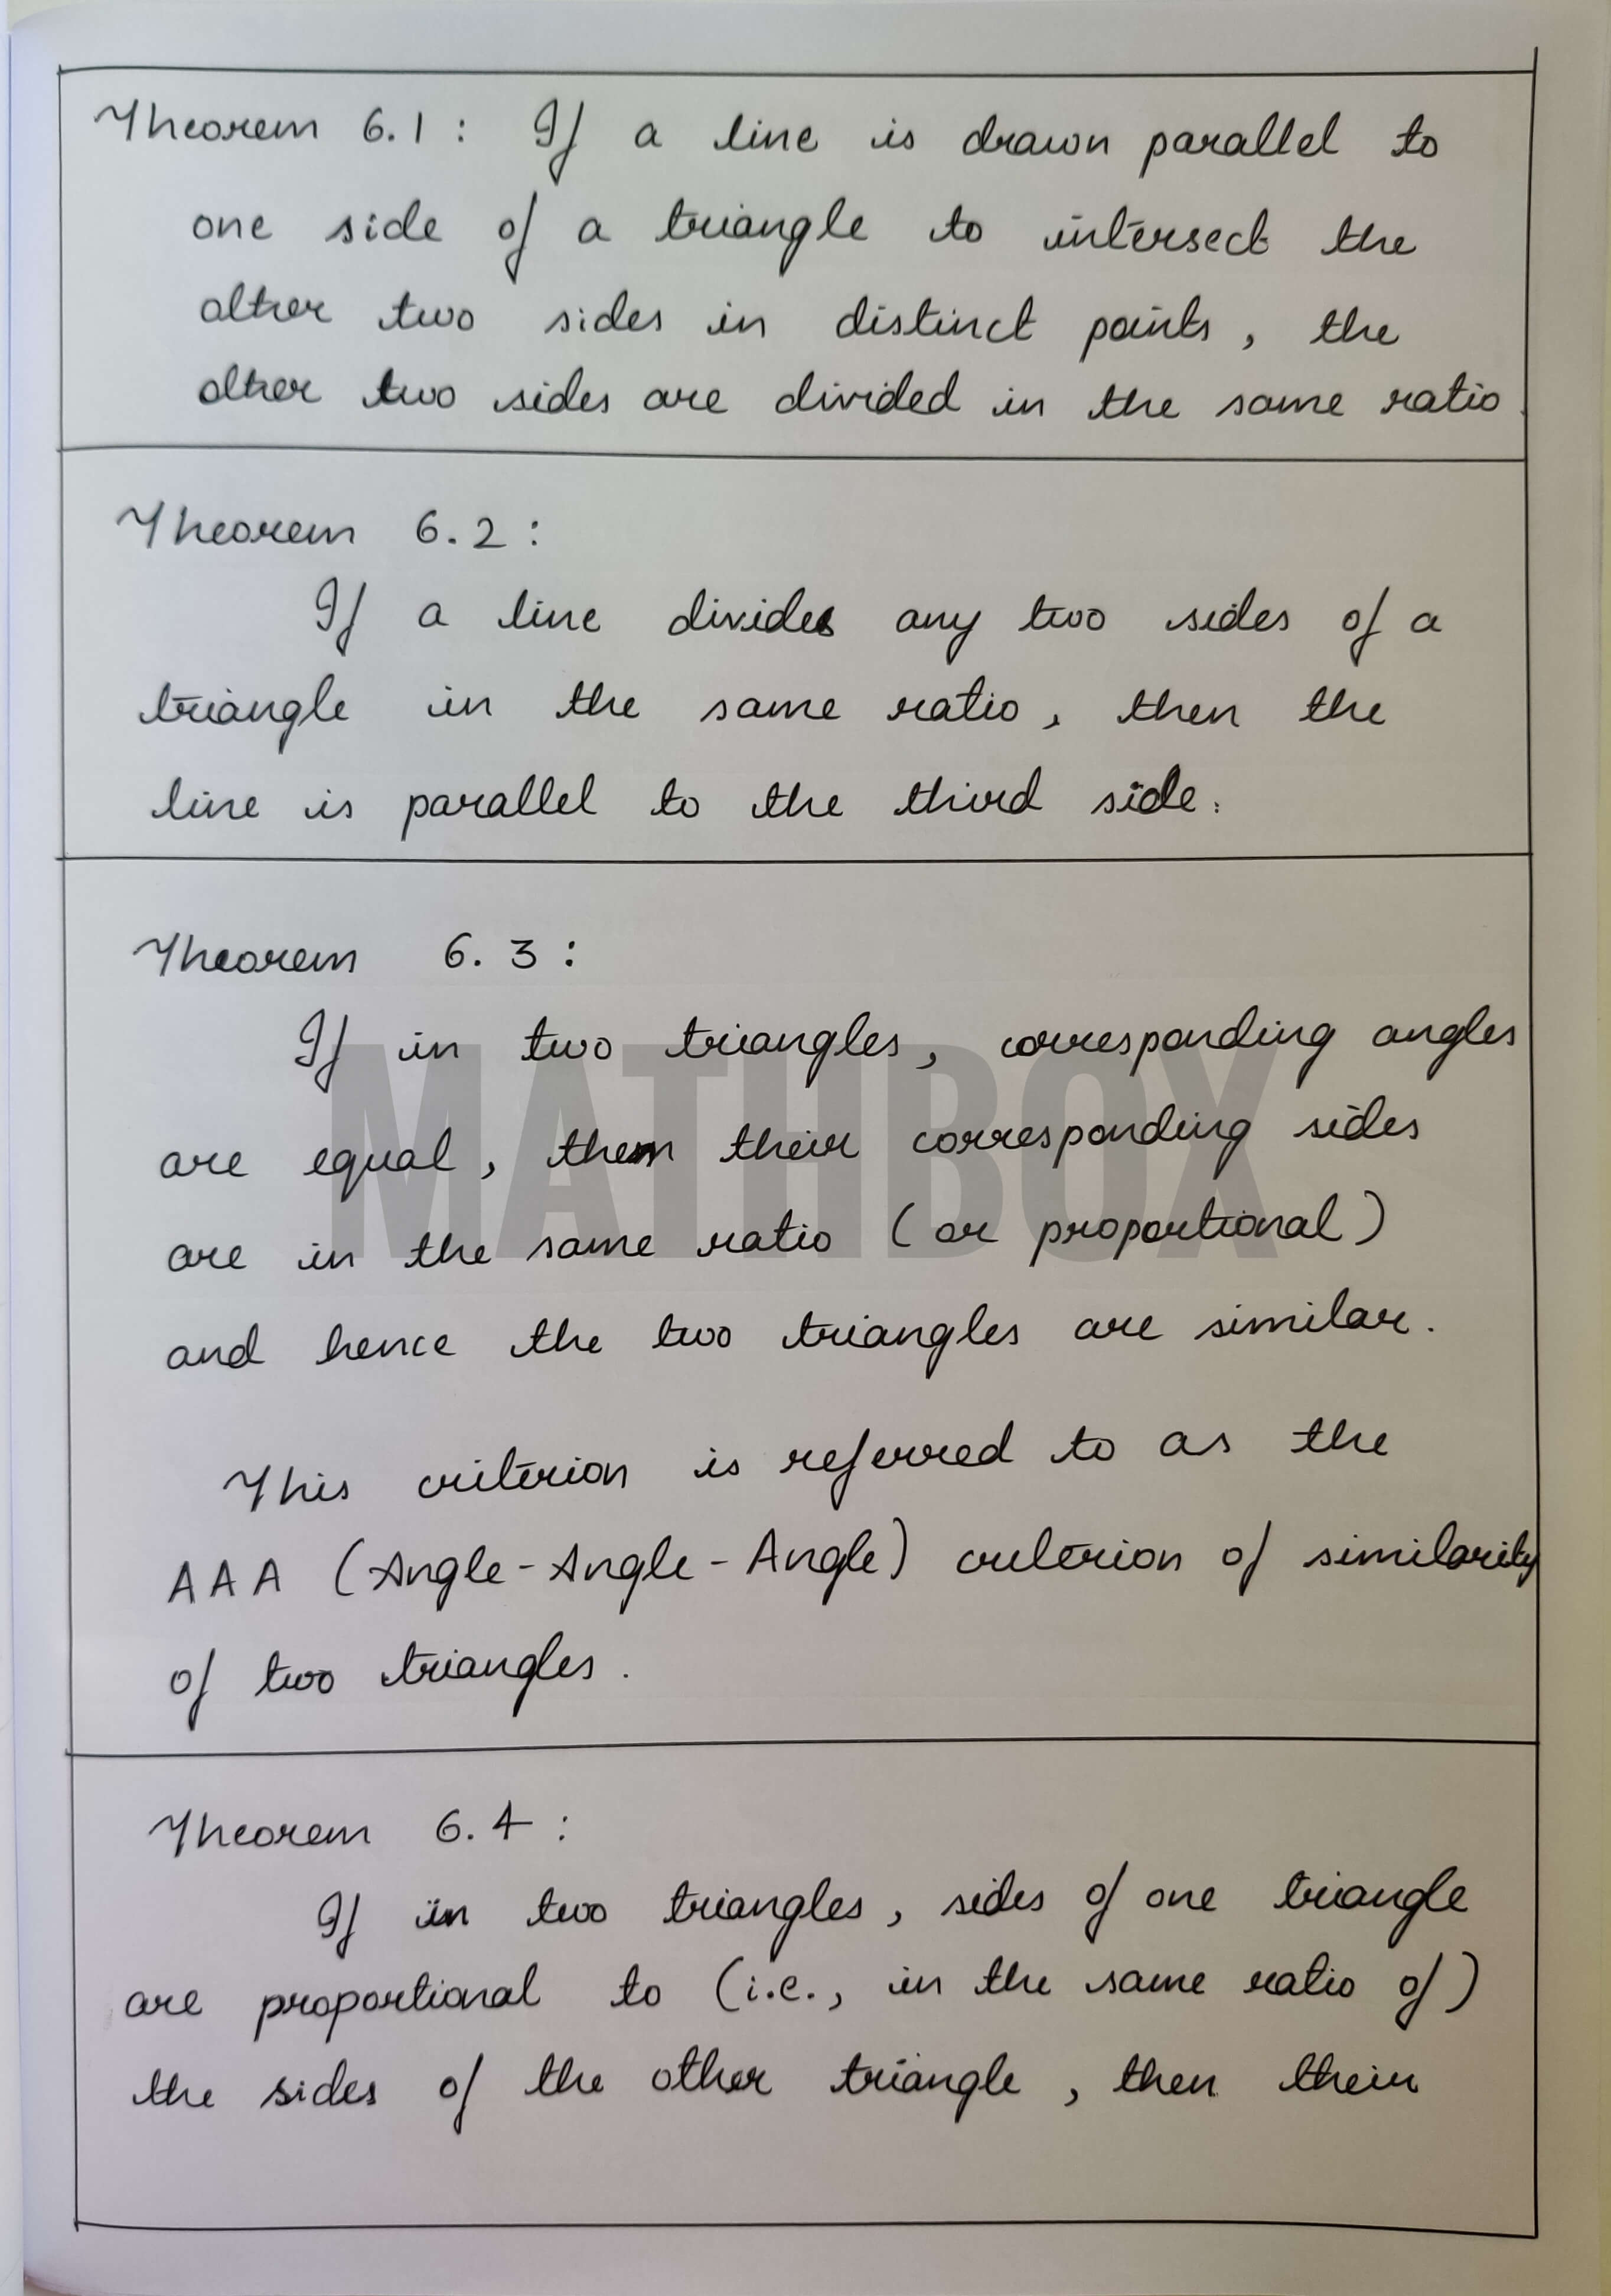 Theorem 6.1 : If a line is drawn parallel to
one side of a triangle to intersect the
other two sides in distinct points, the
other two sides are divided in the same ratio.
Theorem 6.2 :
If a line divides any two sides of a
triangle in the same ratio, then the
line is parallel to the third side.
Theorem 6.3 :
If in two triangles, corresponding angles
are equal, then their corresponding sides
are in the same ratio (or proportional)
MATHBOX
and hence the two triangles are similar.
This criterion is referred to as the
AAA (Angle-Angle-Angle) criterion of similarity
of two triangles.
Theorem 6.4 :
If in two triangles, sides of one triangle
are proportional to (i.e., in the same ratio of)
the sides of the other triangle, then their